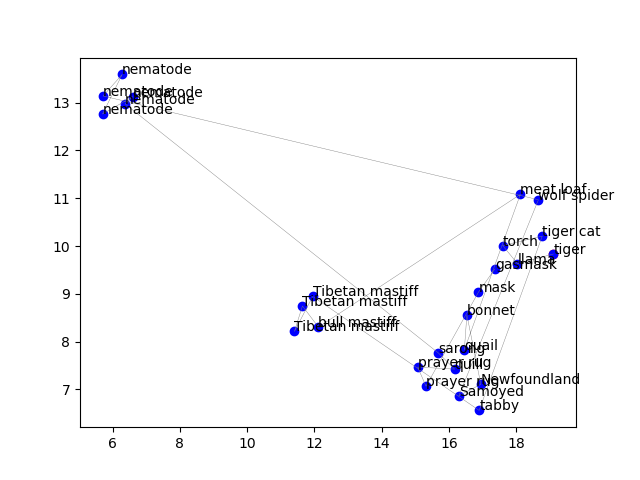 nematode
nematode
nematode
nematode
nematode
meat loaf
wolf spider
tiger cat
torch
tiger
llama
gasmask
mask
Tibetan mastiff
Tibetan mastiff
bonnet
bull mastiff
Tibetan mastiff
quail
sarong
prayer rug
quill
prayer rug
Newfoundland
Samoyed
tabby
13
12
11
10
9
8
7
6
8
10
12
14
16
18